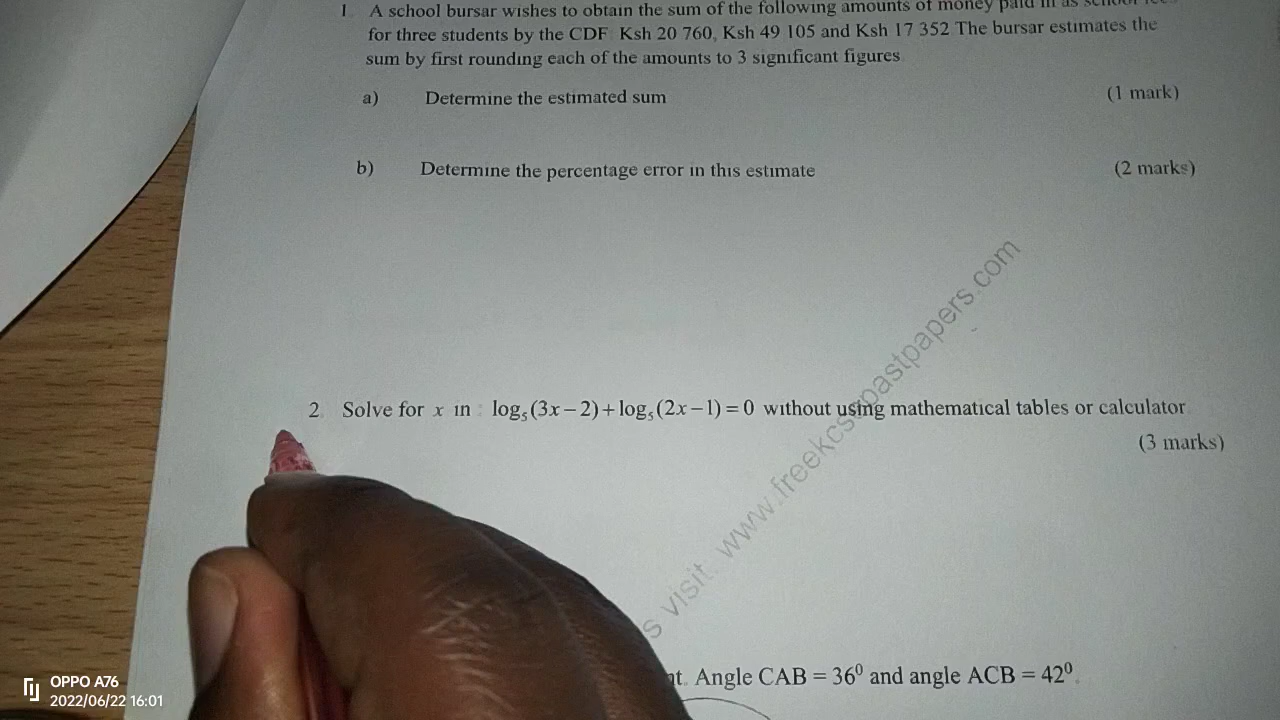 1 A school bursar wishes to obtain the sum of the following amounts of money paid in as school
for three students by the CDF Ksh 20 760, Ksh 49 105 and Ksh 17 352 The bursar estimates the
sum by first rounding each of the amounts to 3 significant figures
a) Determine the estimated sum (1 mark)
b) Determine the percentage error in this estimate (2 marks)
2 Solve for x in : log₅(3x−2)+log₅(2x−1)=0 without using mathematical tables or calculator
(3 marks)
s visit: www.freekcsepastpapers.com
Angle CAB = 36⁰ and angle ACB = 42⁰.
OPPO A76
2022/06/22 16:01